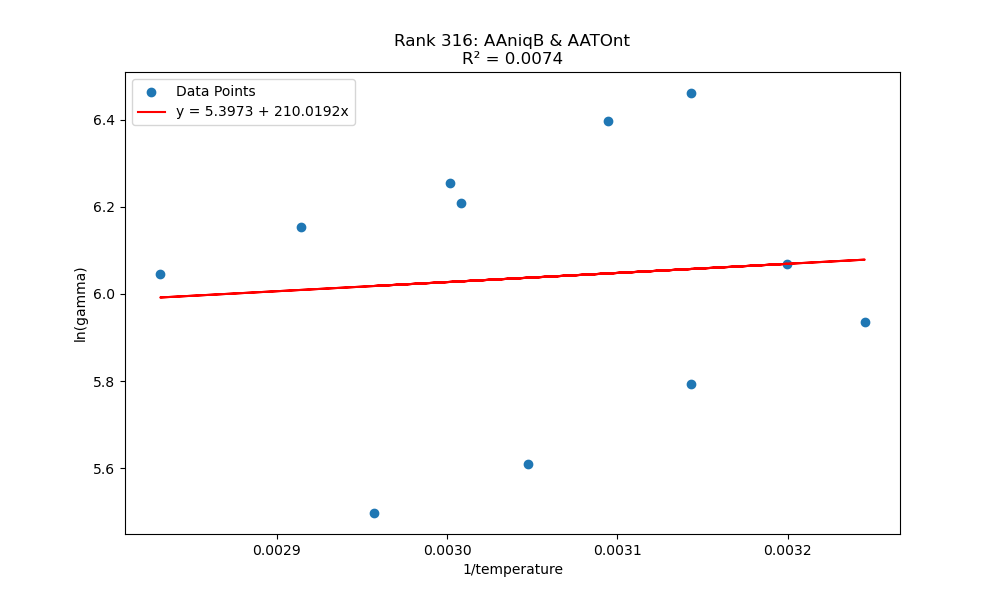 Rank 316: AAniqB & AATOnt
R² = 0.0074
Data Points
y = 5.3973 + 210.0192x
6.4
6.2
6.0
5.8
5.6
ln(gamma)
0.0029
0.0030
0.0031
0.0032
1/temperature